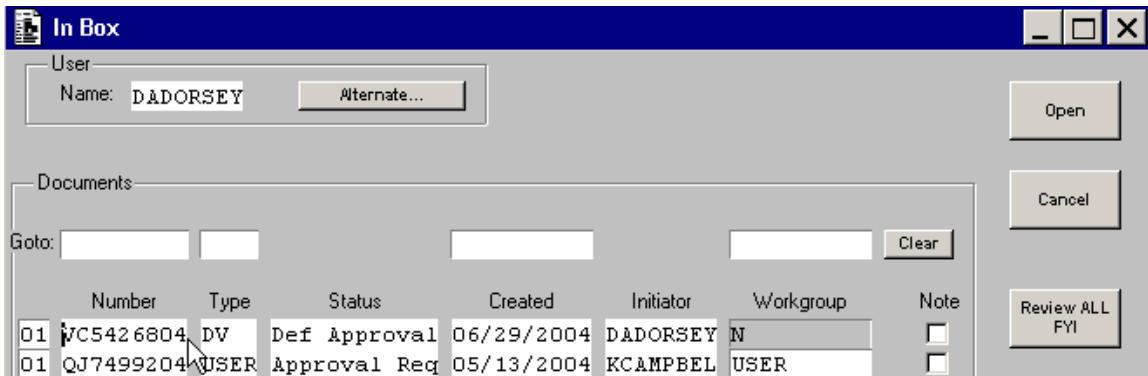 In Box
User
Name: DADORSEY Alternate...
Open
Documents
Cancel
Goto: Clear
Number Type Status Created Initiator Workgroup Note
Review ALL
FYI
01 VC5426804 DV Def Approval 06/29/2004 DADORSEY N
01 QJ7499204 USER Approval Req 05/13/2004 KCAMPBEL USER